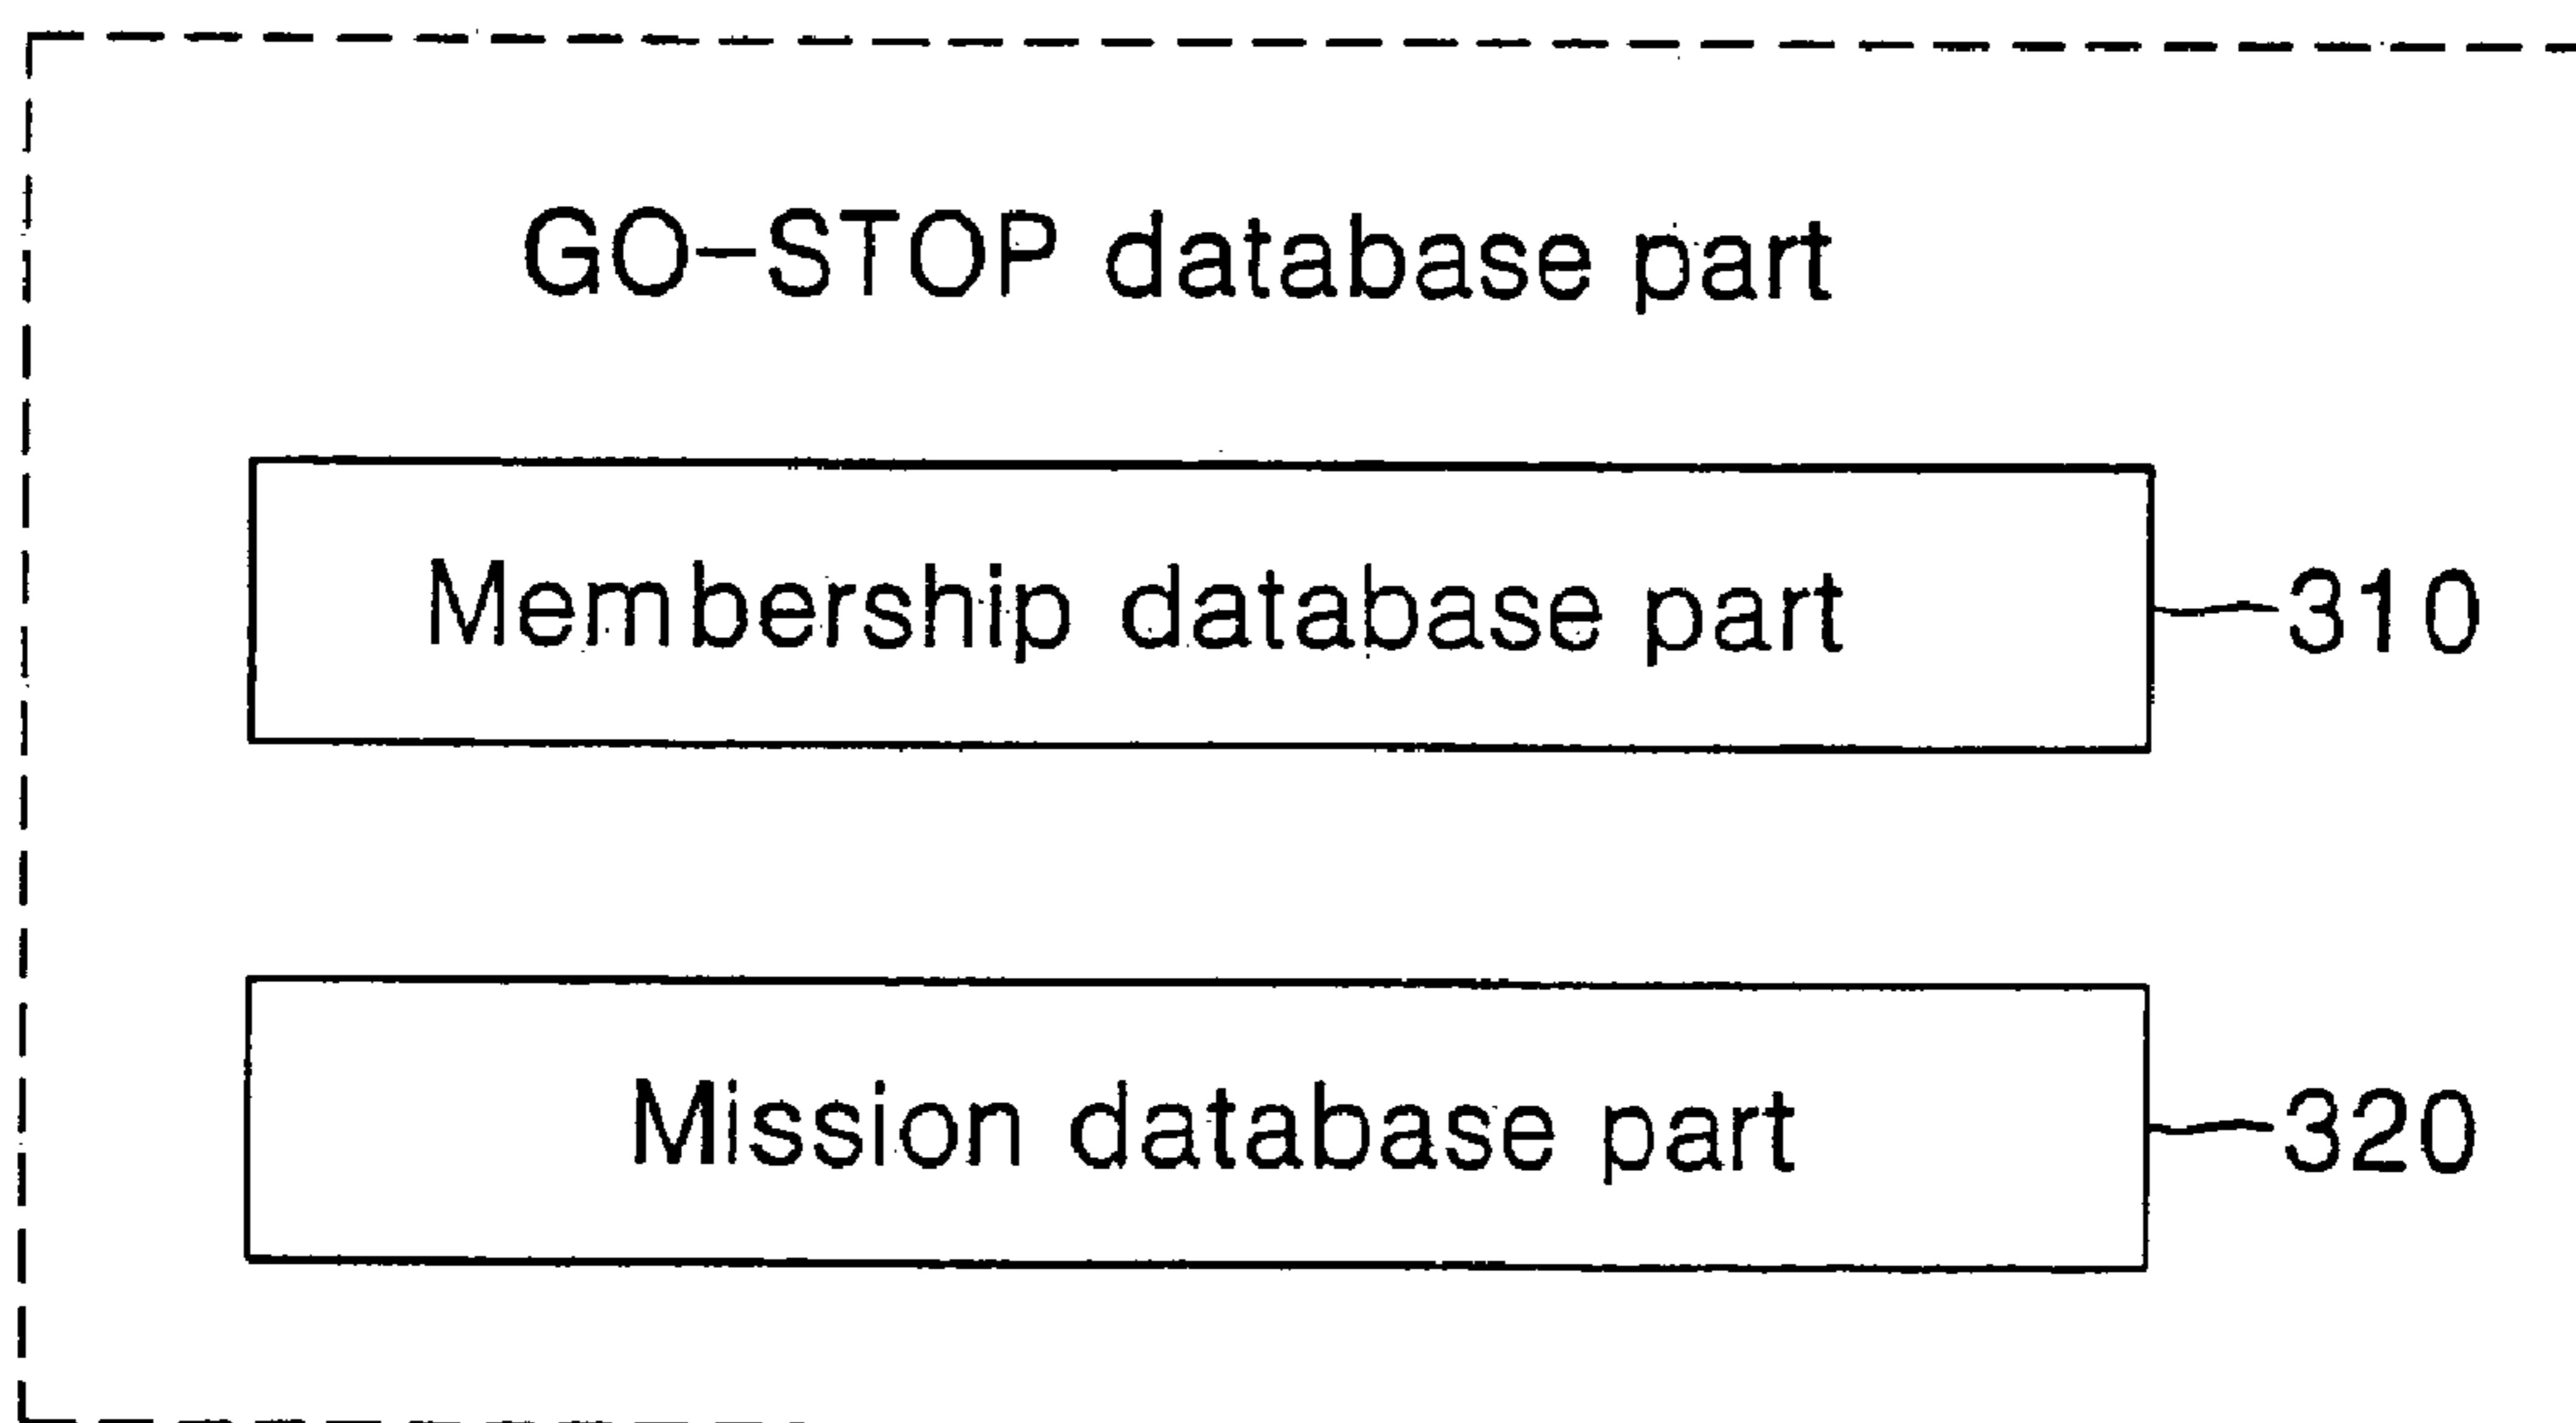 GO-STOP database part
Membership database part 310
Mission database part 320